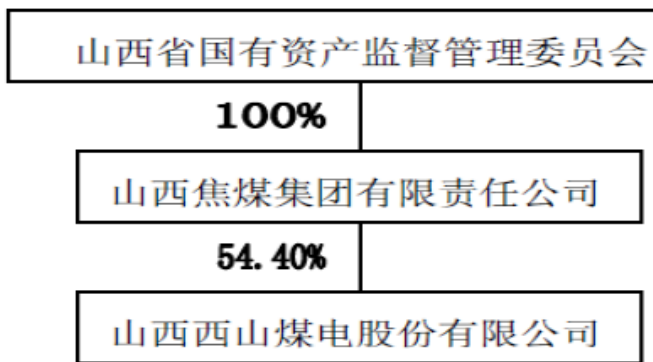 山西省国有资产监督管理委员会
100%
山西焦煤集团有限责任公司
54.40%
山西西山煤电股份有限公司